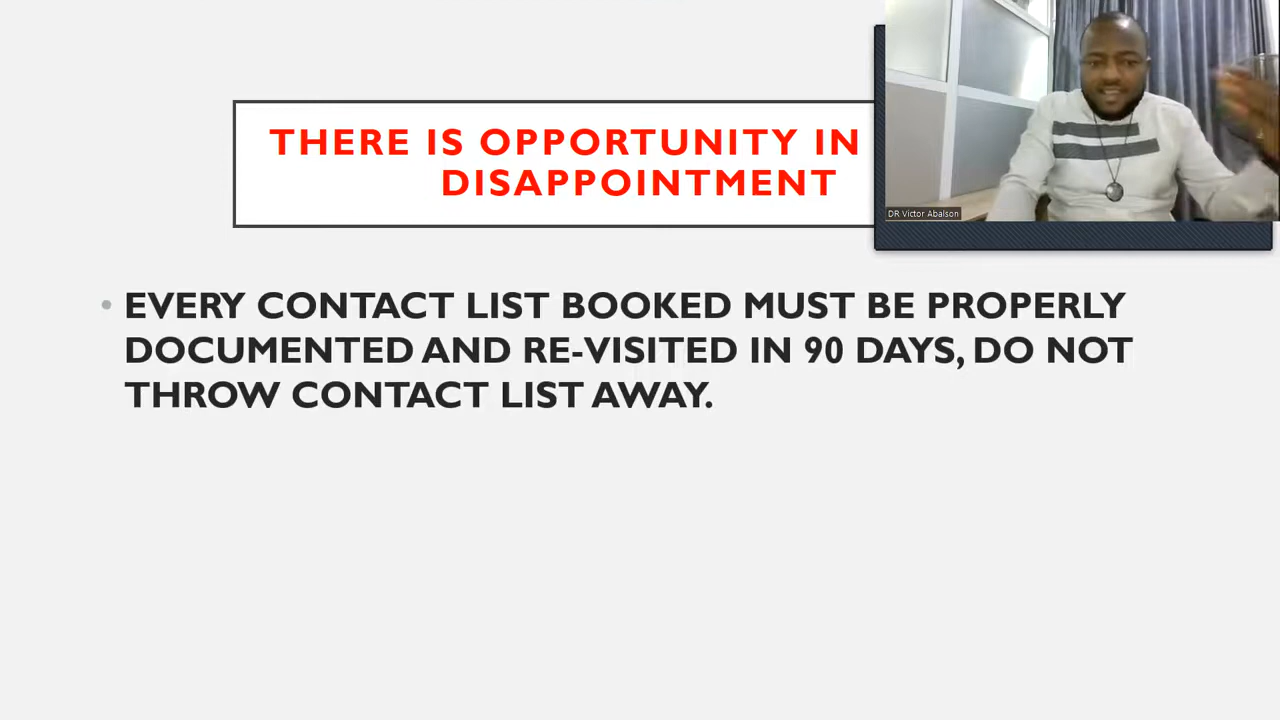 THERE IS OPPORTUNITY IN
DISAPPOINTMENT
DR Victor Abalson
• EVERY CONTACT LIST BOOKED MUST BE PROPERLY
DOCUMENTED AND RE-VISITED IN 90 DAYS, DO NOT
THROW CONTACT LIST AWAY.